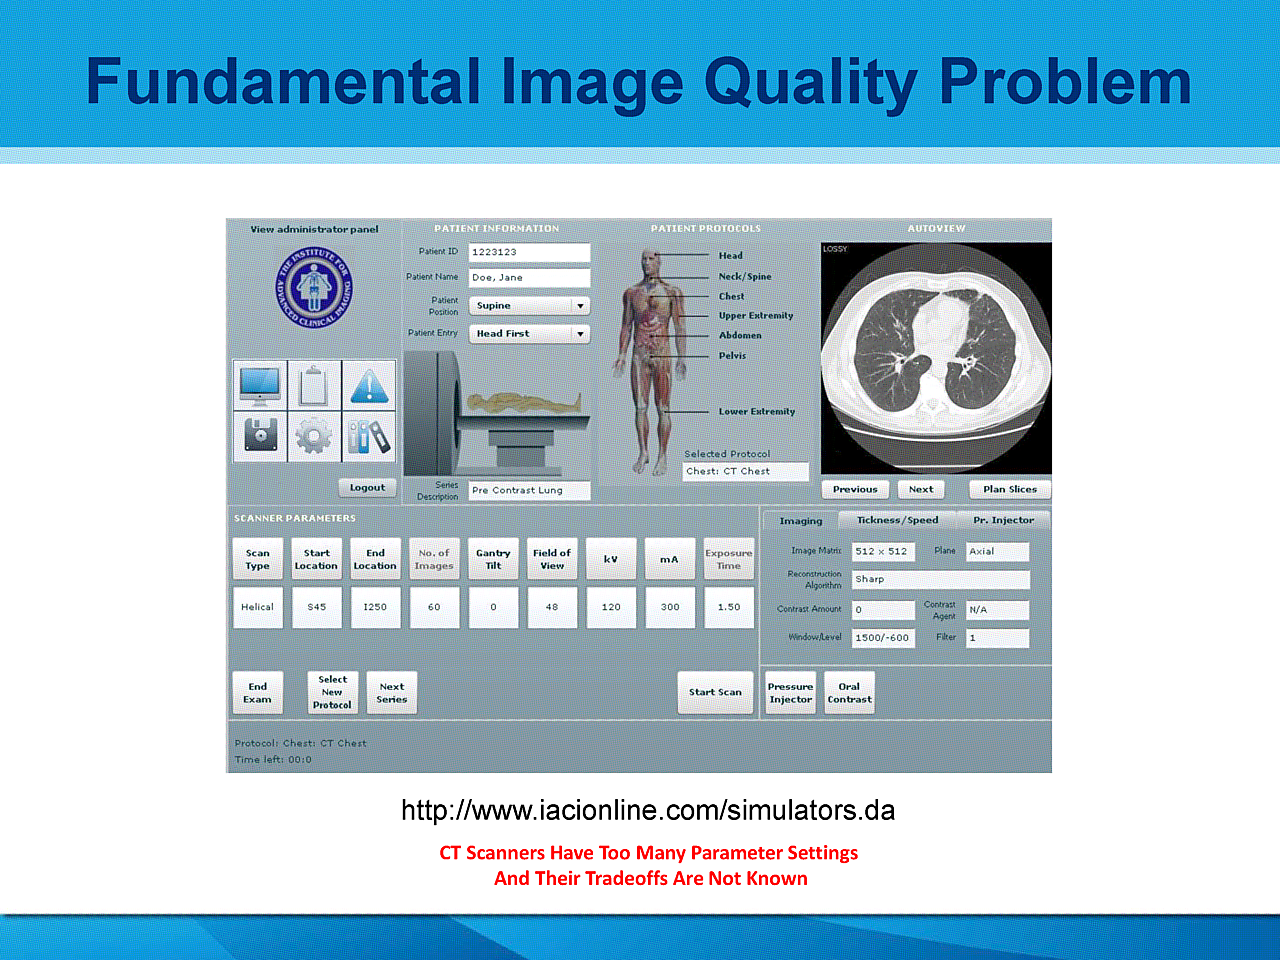 Fundamental Image Quality Problem
View administrator panel
THE INSTITUTE FOR
ADVANCED CLINICAL IMAGING
Logout
PATIENT INFORMATION
Patient ID
1223123
Patient Name
Doe, Jane
Patient
Position
Supine
Patient Entry
Head First
Series
Description
Pre Contrast Lung
PATIENT PROTOCOLS
Head
Neck/Spine
Chest
Upper Extremity
Abdomen
Pelvis
Lower Extremity
Selected Protocol
Chest: CT Chest
AUTOVIEW
LOSSY
Previous
Next
Plan Slices
SCANNER PARAMETERS
Scan
Type
Start
Location
End
Location
No. of
Images
Gantry
Tilt
Field of
View
kV
mA
Exposure
Time
Helical
S45
I250
60
0
48
120
300
1.50
End
Exam
Select
New
Protocol
Next
Series
Start Scan
Imaging
Tickness/Speed
Pr. Injector
Image Matrix
512 x 512
Plane
Axial
Reconstruction
Algorithm
Sharp
Contrast Amount
0
Contrast
Agent
N/A
Window/Level
1500/-600
Filter
1
Pressure
Injector
Oral
Contrast
Protocol: Chest: CT Chest
Time left: 00:0
http://www.iacionline.com/simulators.da
CT Scanners Have Too Many Parameter Settings
And Their Tradeoffs Are Not Known